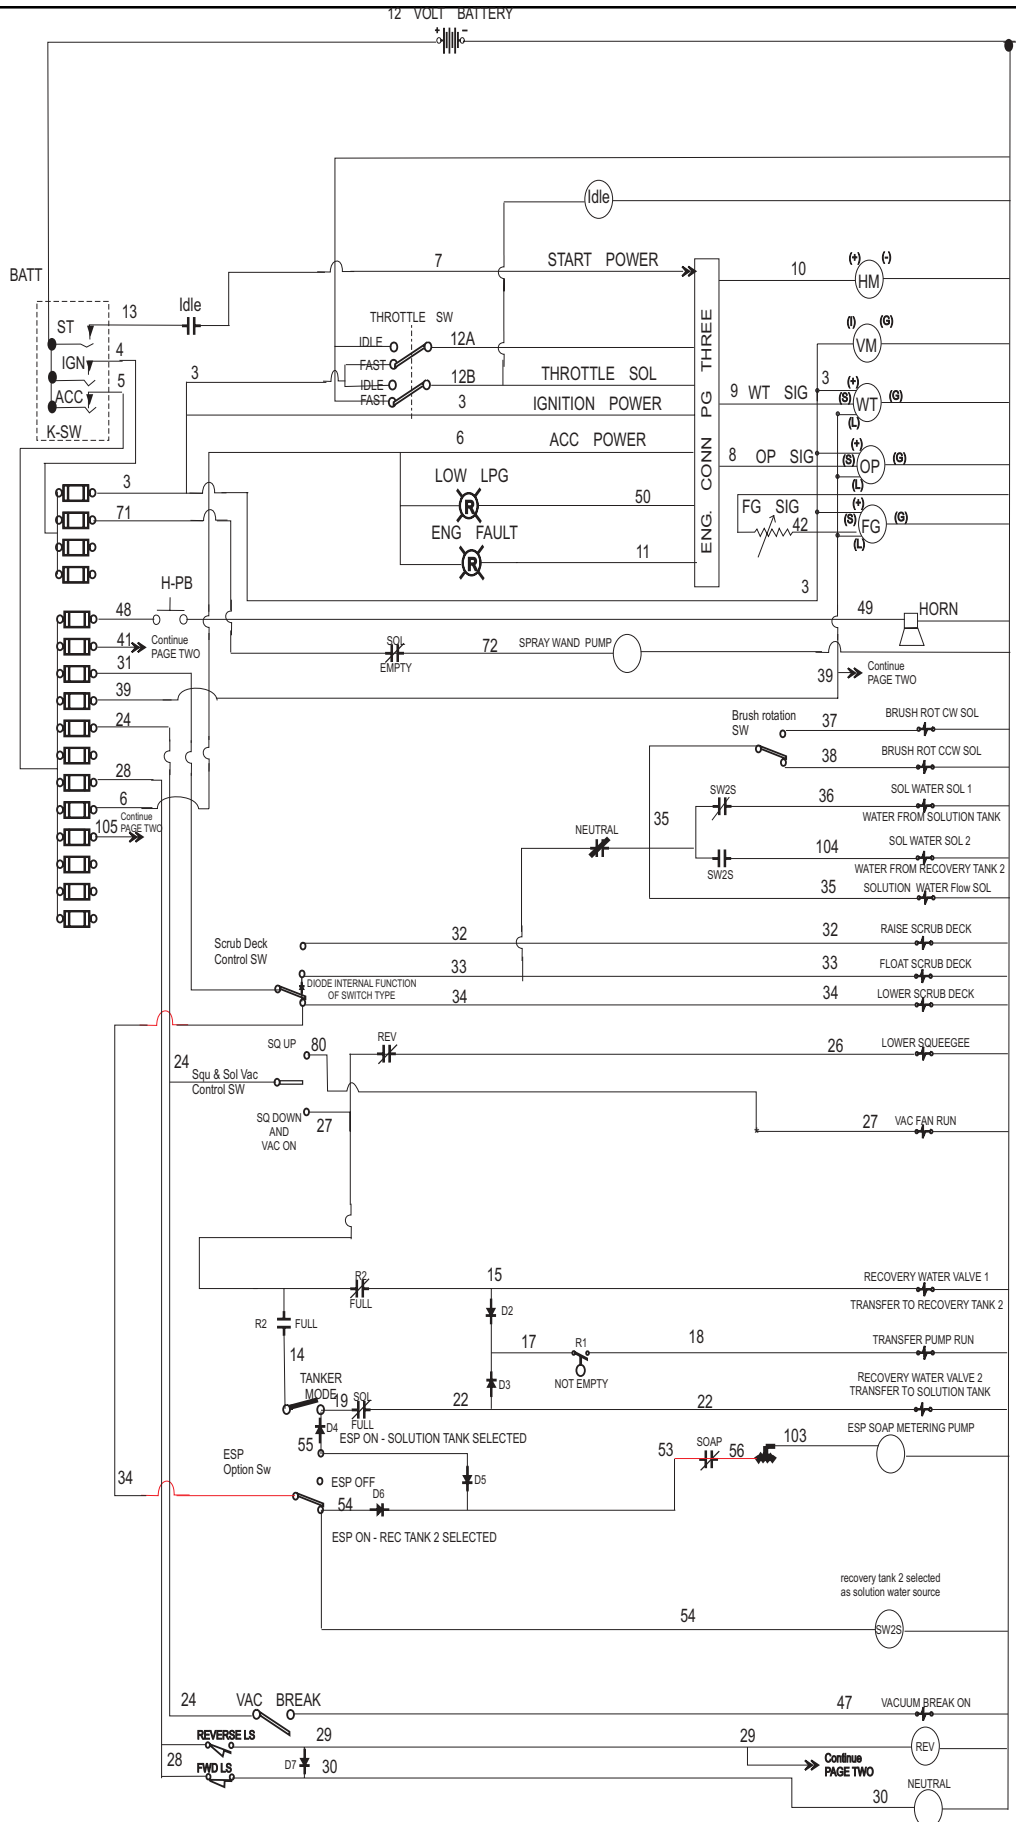 12 VOLT BATTERY
+ -
Idle
BATT
7 START POWER
10 (+) (-)
HM
13 Idle
ST
THROTTLE SW
4
IGN
IDLE 12A
(I) (G)
VM
FAST
5
3
IDLE 12B THROTTLE SOL
FAST
ACC
3 IGNITION POWER
9 WT SIG 3 (+)
(S) WT (G)
(L)
K-SW
6 ACC POWER
8 OP SIG (+)
(S) OP (G)
(L)
ENG. CONN PG THREE
3
LOW LPG
R 50
71
FG SIG
42
(+)
(S) FG (G)
(L)
ENG FAULT
R 11
3
H-PB
48
49 HORN
41 Continue
PAGE TWO
SOL
EMPTY
72 SPRAY WAND PUMP
31
39 Continue
PAGE TWO
39
24
Brush rotation
SW
37 BRUSH ROT CW SOL
38 BRUSH ROT CCW SOL
28
6
105 Continue
PAGE TWO
SW2S 36 SOL WATER SOL 1
WATER FROM SOLUTION TANK
35
NEUTRAL
104 SOL WATER SOL 2
SW2S
WATER FROM RECOVERY TANK 2
35 SOLUTION WATER Flow SOL
Scrub Deck
Control SW
32 32 RAISE SCRUB DECK
33 33 FLOAT SCRUB DECK
DIODE INTERNAL FUNCTION
OF SWITCH TYPE
34 34 LOWER SCRUB DECK
SQ UP 80
REV
26 LOWER SQUEEGEE
24
Squ & Sol Vac
Control SW
SQ DOWN
AND
VAC ON
27
27 VAC FAN RUN
R2
FULL
15 RECOVERY WATER VALVE 1
TRANSFER TO RECOVERY TANK 2
D2
R2 FULL
14
17 R1 18 TRANSFER PUMP RUN
NOT EMPTY
TANKER
MODE
D3
19 SOL
FULL
22 22 RECOVERY WATER VALVE 2
TRANSFER TO SOLUTION TANK
D4
55 ESP ON - SOLUTION TANK SELECTED
ESP
Option Sw
53 SOAP 56 103 ESP SOAP METERING PUMP
34
ESP OFF
D5
54 D6
ESP ON - REC TANK 2 SELECTED
recovery tank 2 selected
as solution water source
54
SW2S
24 VAC BREAK 47 VACUUM BREAK ON
REVERSE LS
29 29
REV
28
D7
Continue
PAGE TWO
FWD LS
30
NEUTRAL
30